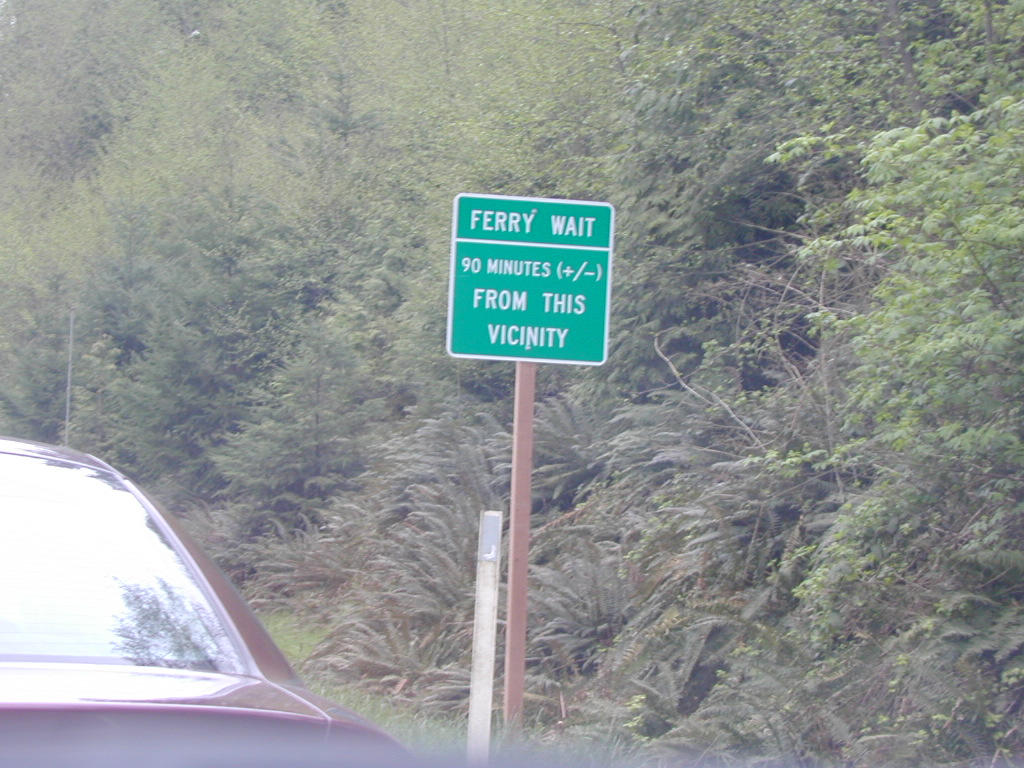 FERRY WAIT
90 MINUTES (+/-)
FROM THIS
VICINITY